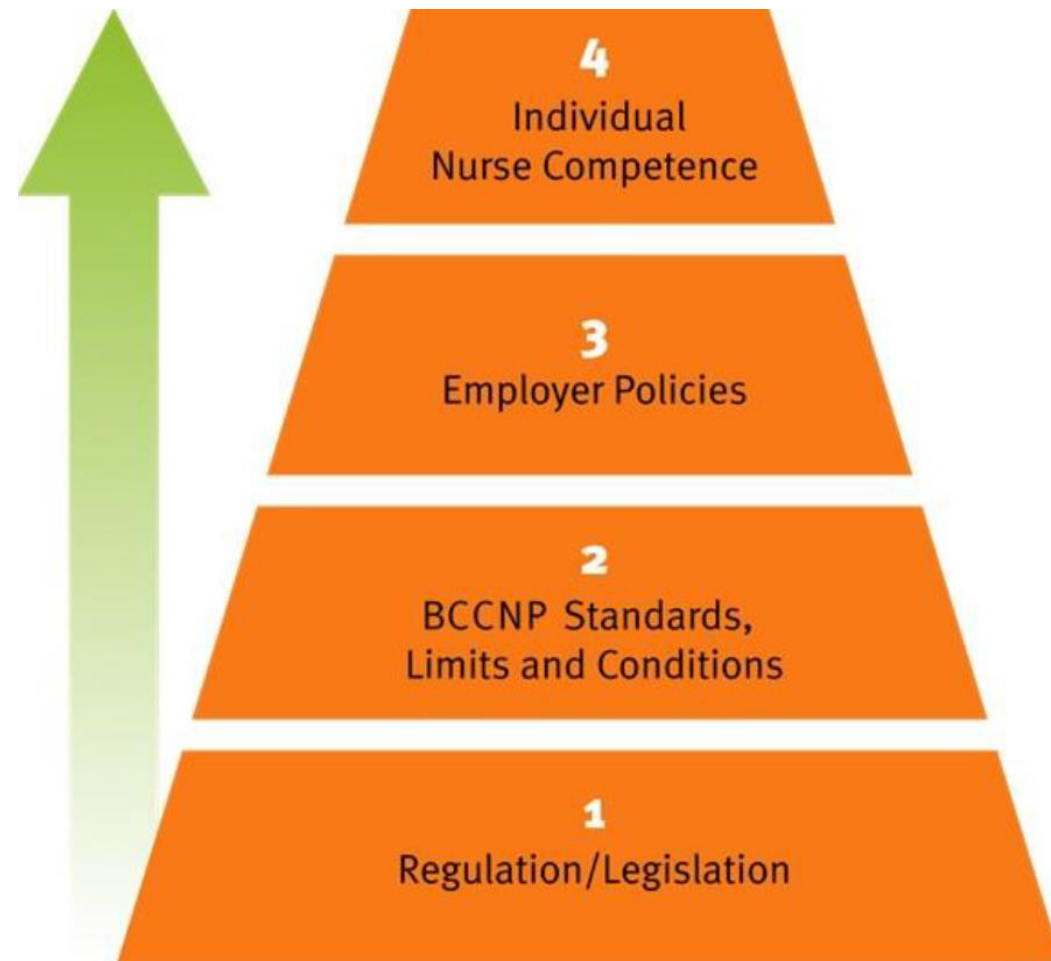 4
Individual
Nurse Competence
3
Employer Policies
2
BCCNP Standards,
Limits and Conditions
1
Regulation/Legislation